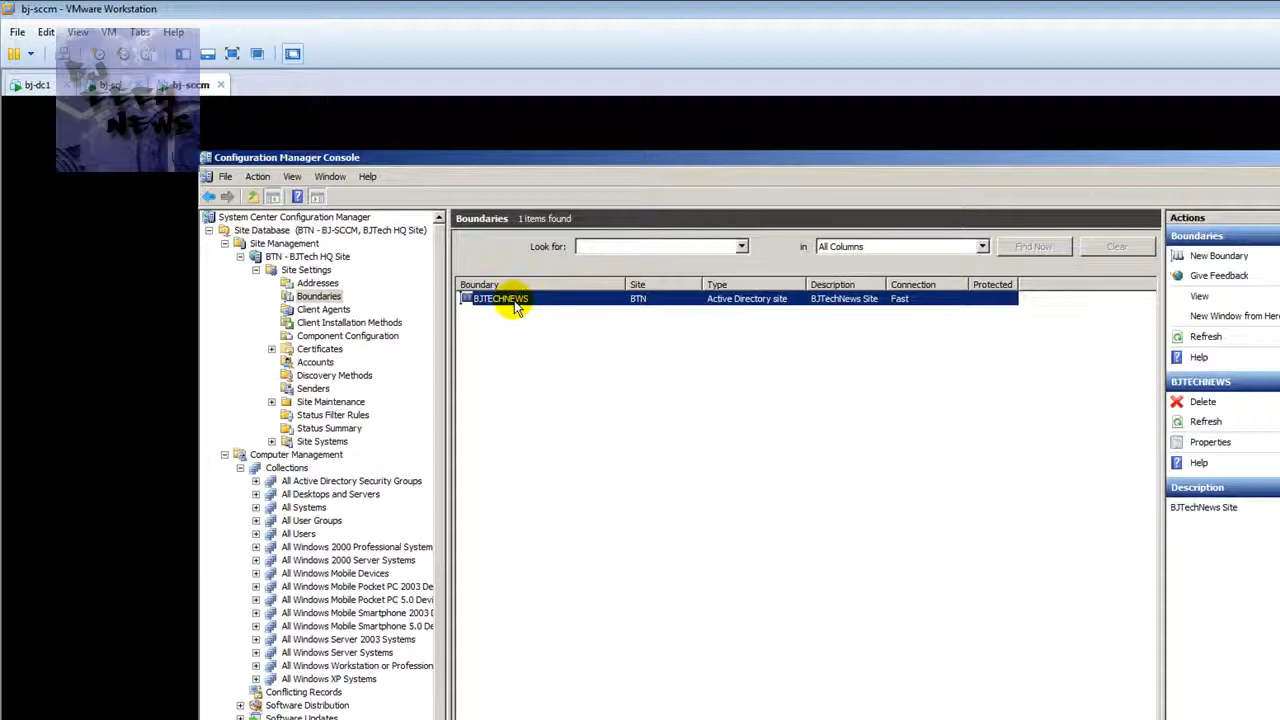 bj-sccm - VMware Workstation
File Edit View VM Tabs Help
bj-dc1 bj-sql bj-sccm
BJ TECH NEWS
Configuration Manager Console
File Action View Window Help
System Center Configuration Manager
Site Database (BTN - BJ-SCCM, BJTech HQ Site)
Site Management
BTN - BJTech HQ Site
Site Settings
Addresses
Boundaries
Client Agents
Client Installation Methods
Component Configuration
Certificates
Accounts
Discovery Methods
Senders
Site Maintenance
Status Filter Rules
Status Summary
Site Systems
Computer Management
Collections
All Active Directory Security Groups
All Desktops and Servers
All Systems
All User Groups
All Users
All Windows 2000 Professional System
All Windows 2000 Server Systems
All Windows Mobile Devices
All Windows Mobile Pocket PC 2003 De
All Windows Mobile Pocket PC 5.0 Dev
All Windows Mobile Smartphone 2003 D
All Windows Mobile Smartphone 5.0 De
All Windows Server 2003 Systems
All Windows Server Systems
All Windows Workstation or Profession
All Windows XP Systems
Conflicting Records
Software Distribution
Software Updates
Boundaries 1 items found
Look for: in All Columns Find Now Clear
Boundary Site Type Description Connection Protected
BJTECHNEWS BTN Active Directory site BJTechNews Site Fast
Actions
Boundaries
New Boundary
Give Feedback
View
New Window from Here
Refresh
Help
BJTECHNEWS
Delete
Refresh
Properties
Help
Description
BJTechNews Site